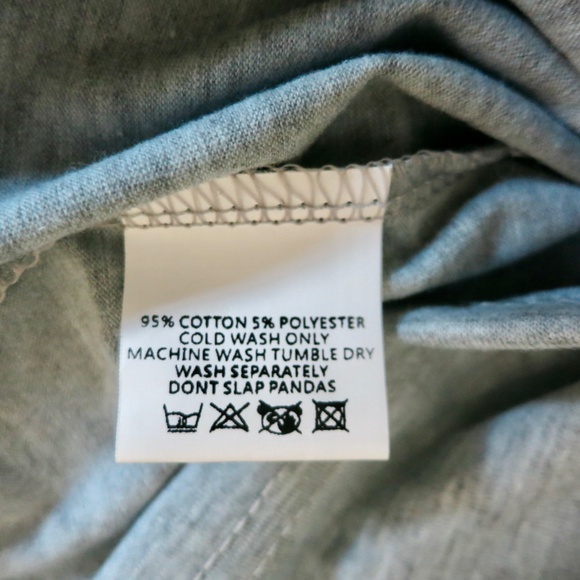 95% COTTON 5% POLYESTER
COLD WASH ONLY
MACHINE WASH TUMBLE DRY
WASH SEPARATELY
DONT SLAP PANDAS